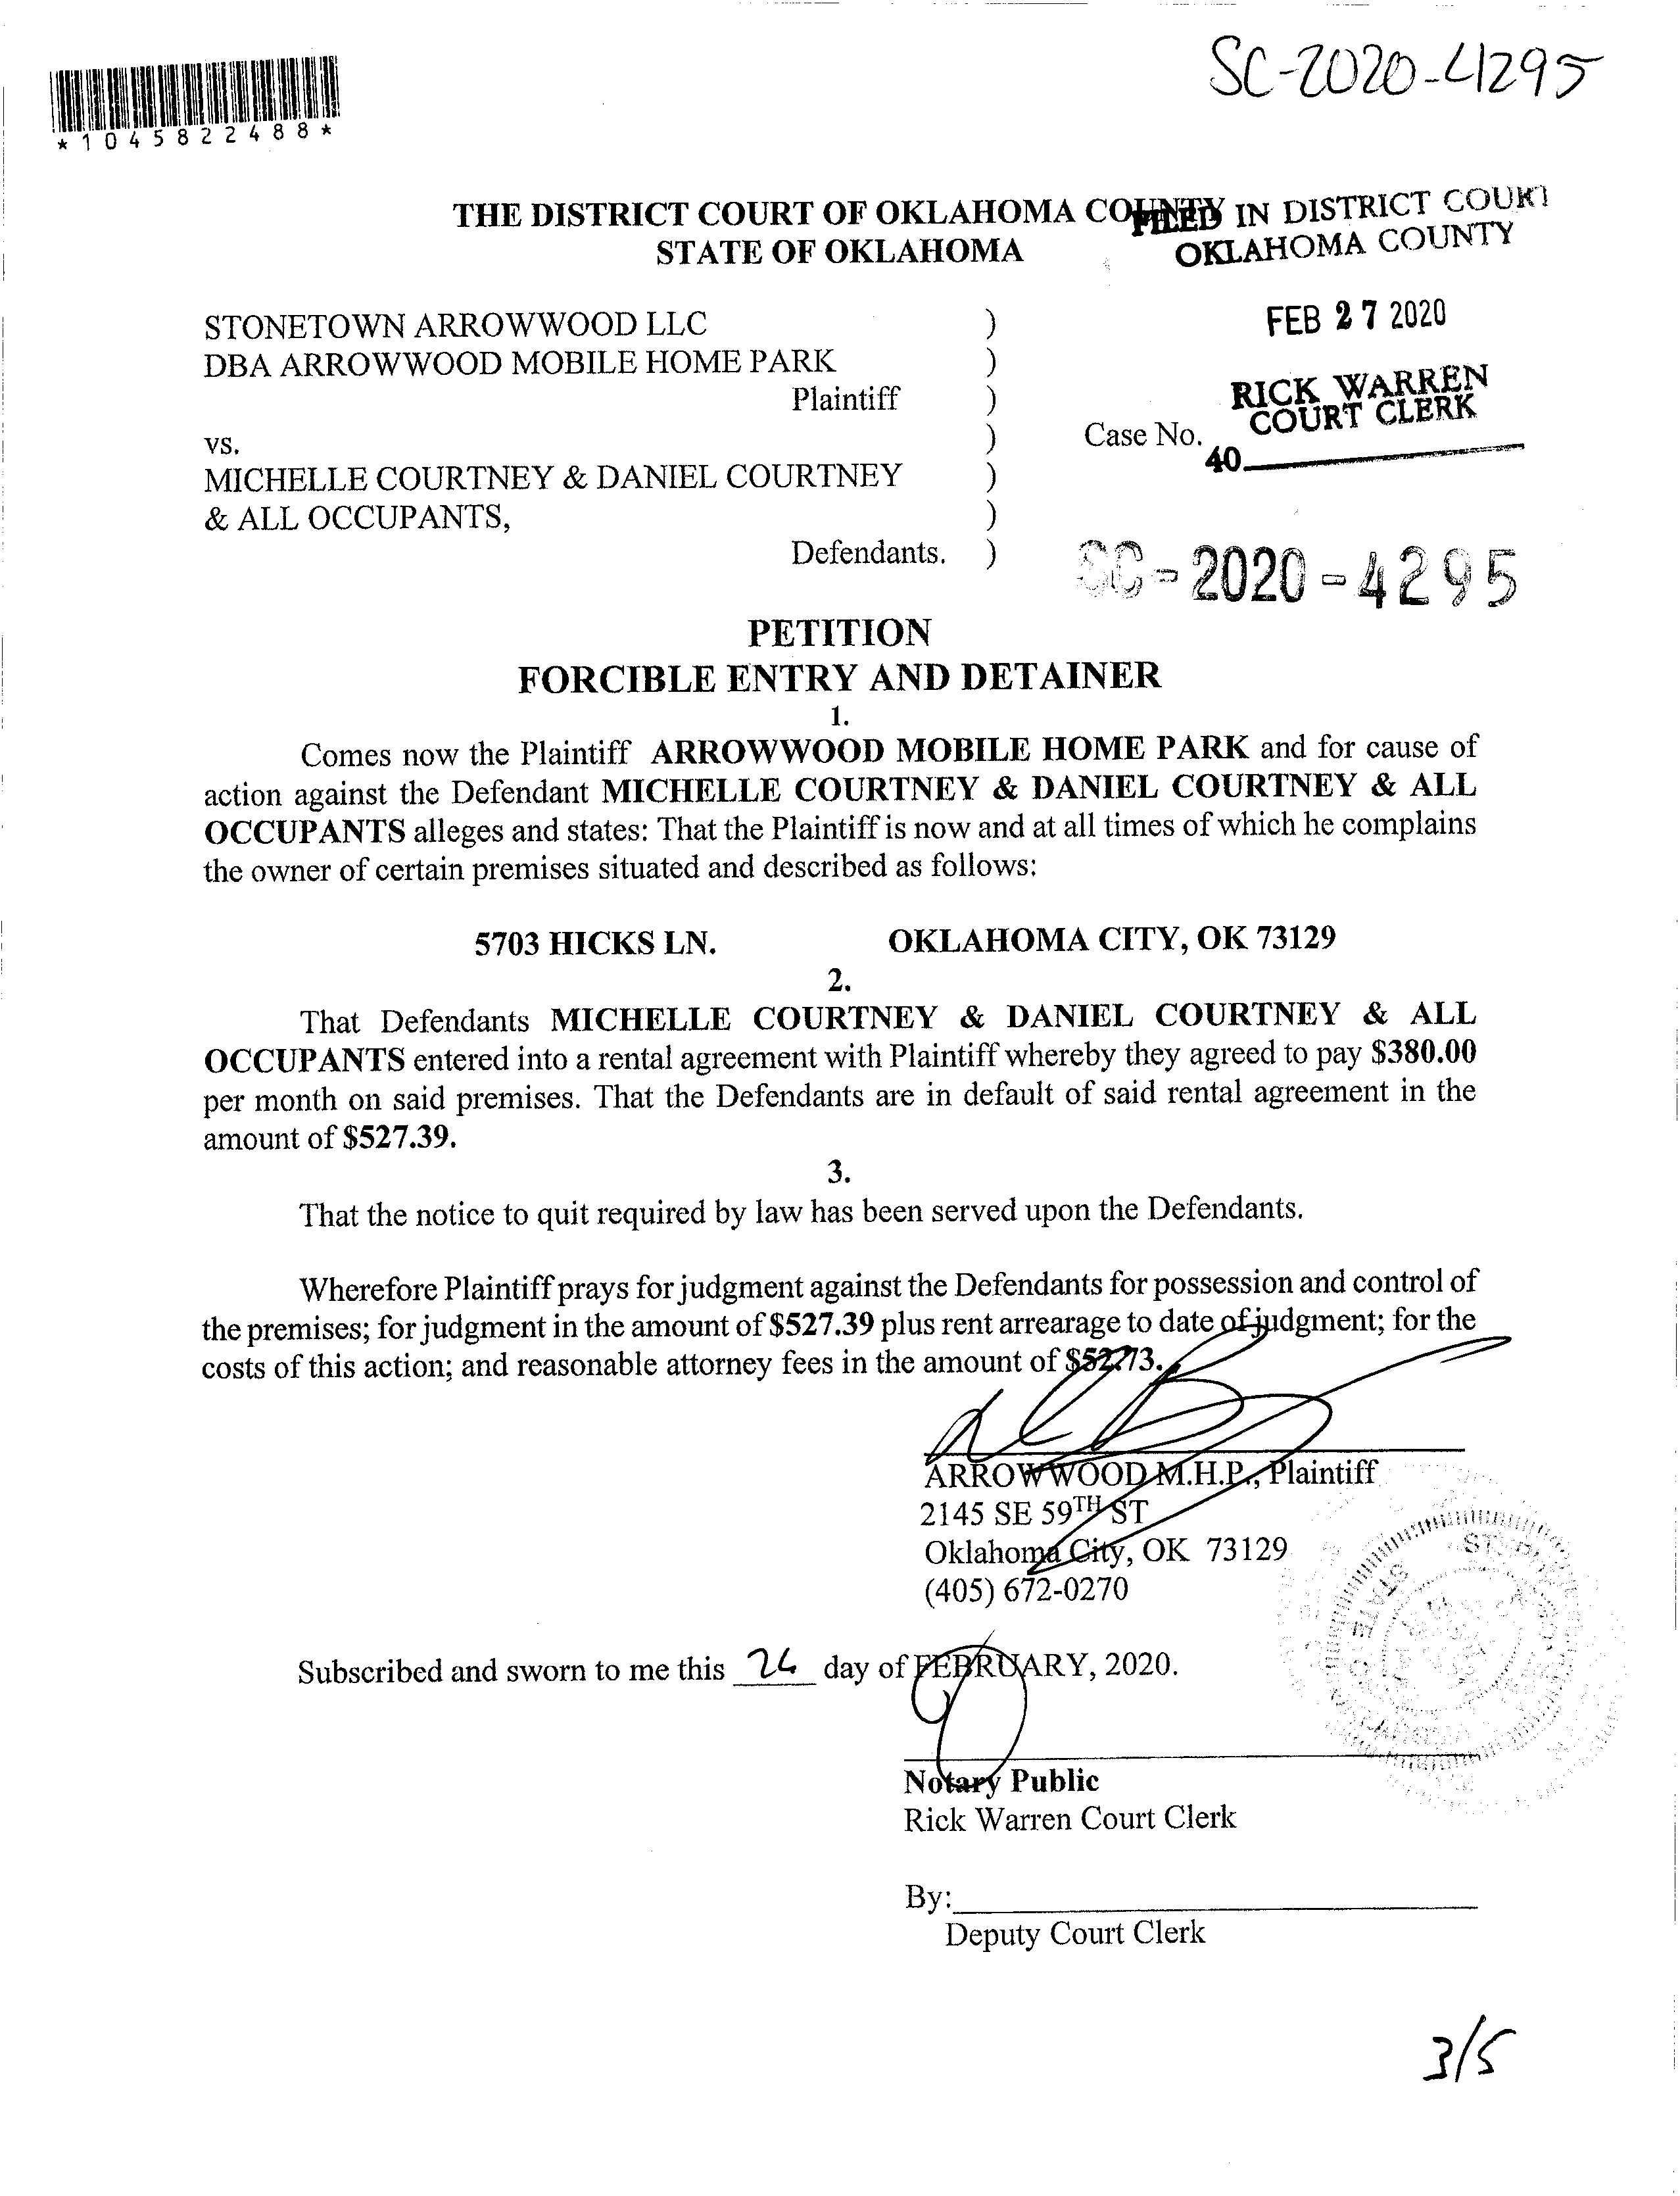 SC-2020-4295
*1045822488*
THE DISTRICT COURT OF OKLAHOMA COUNTY
STATE OF OKLAHOMA
FILED IN DISTRICT COURT
OKLAHOMA COUNTY
FEB 27 2020
RICK WARREN
COURT CLERK
40
STONETOWN ARROWWOOD LLC )
DBA ARROWWOOD MOBILE HOME PARK )
Plaintiff )
vs. ) Case No.
MICHELLE COURTNEY & DANIEL COURTNEY )
& ALL OCCUPANTS, )
Defendants. )
SC-2020-4295
PETITION
FORCIBLE ENTRY AND DETAINER
1.
Comes now the Plaintiff ARROWWOOD MOBILE HOME PARK and for cause of
action against the Defendant MICHELLE COURTNEY & DANIEL COURTNEY & ALL
OCCUPANTS alleges and states: That the Plaintiff is now and at all times of which he complains
the owner of certain premises situated and described as follows:
5703 HICKS LN. OKLAHOMA CITY, OK 73129
2.
That Defendants MICHELLE COURTNEY & DANIEL COURTNEY & ALL
OCCUPANTS entered into a rental agreement with Plaintiff whereby they agreed to pay $380.00
per month on said premises. That the Defendants are in default of said rental agreement in the
amount of $527.39.
3.
That the notice to quit required by law has been served upon the Defendants.
Wherefore Plaintiff prays for judgment against the Defendants for possession and control of
the premises; for judgment in the amount of $527.39 plus rent arrearage to date of judgment; for the
costs of this action; and reasonable attorney fees in the amount of $52.73.
ARROWWOOD M.H.P., Plaintiff
2145 SE 59TH ST
Oklahoma City, OK 73129
(405) 672-0270
Subscribed and sworn to me this 26 day of FEBRUARY, 2020.
Notary Public
Rick Warren Court Clerk
By:
Deputy Court Clerk
3/5